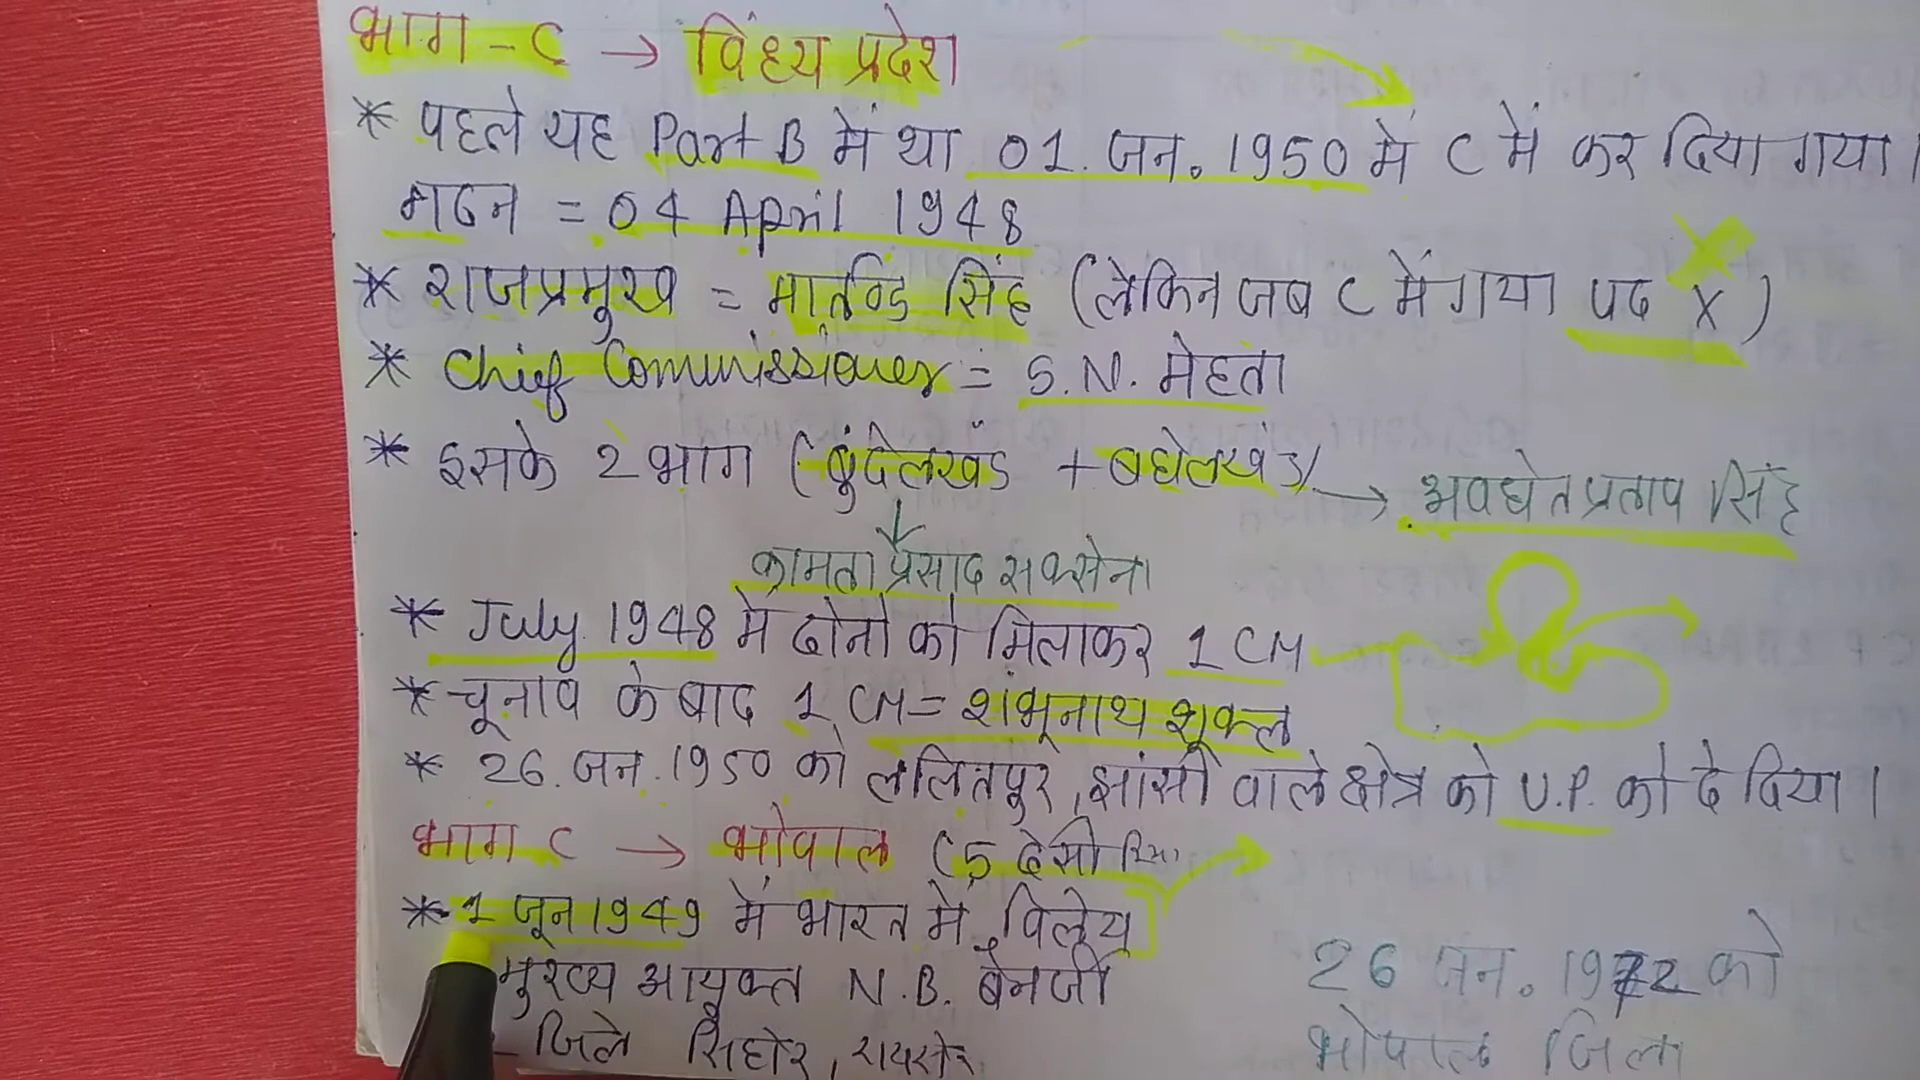 भाग - C → विंध्य प्रदेश
* पहले यह Part B में था 01. जन. 1950 में C में कर दिया गया।
गठन = 04 April 1948
* राजप्रमुख = मार्तण्ड सिंह (लेकिन जब C में गया पद X)
* Chief Commissioner = S.N. मेहता
* इसके 2 भाग (बुंदेलखंड + बघेलखंड) → अवधेत प्रताप सिंह
कामता प्रसाद सक्सेना
* July 1948 में दोनो को मिलाकर 1 CM
* चूनाव के बाद 1 CM = शंभूनाथ शुक्ल
* 26. जन. 1950 को ललितपुर, झांसी वाले क्षेत्र को U.P. को दे दिया।
भाग C → भोपाल (5 देसी रिया
* 1 जून 1949 में भारत में विलेय
मुख्य आयुक्त N.B. बेनर्जी
- जिले सिहोर, रायसेन
26 जन. 1972 को
भोपाल जिला